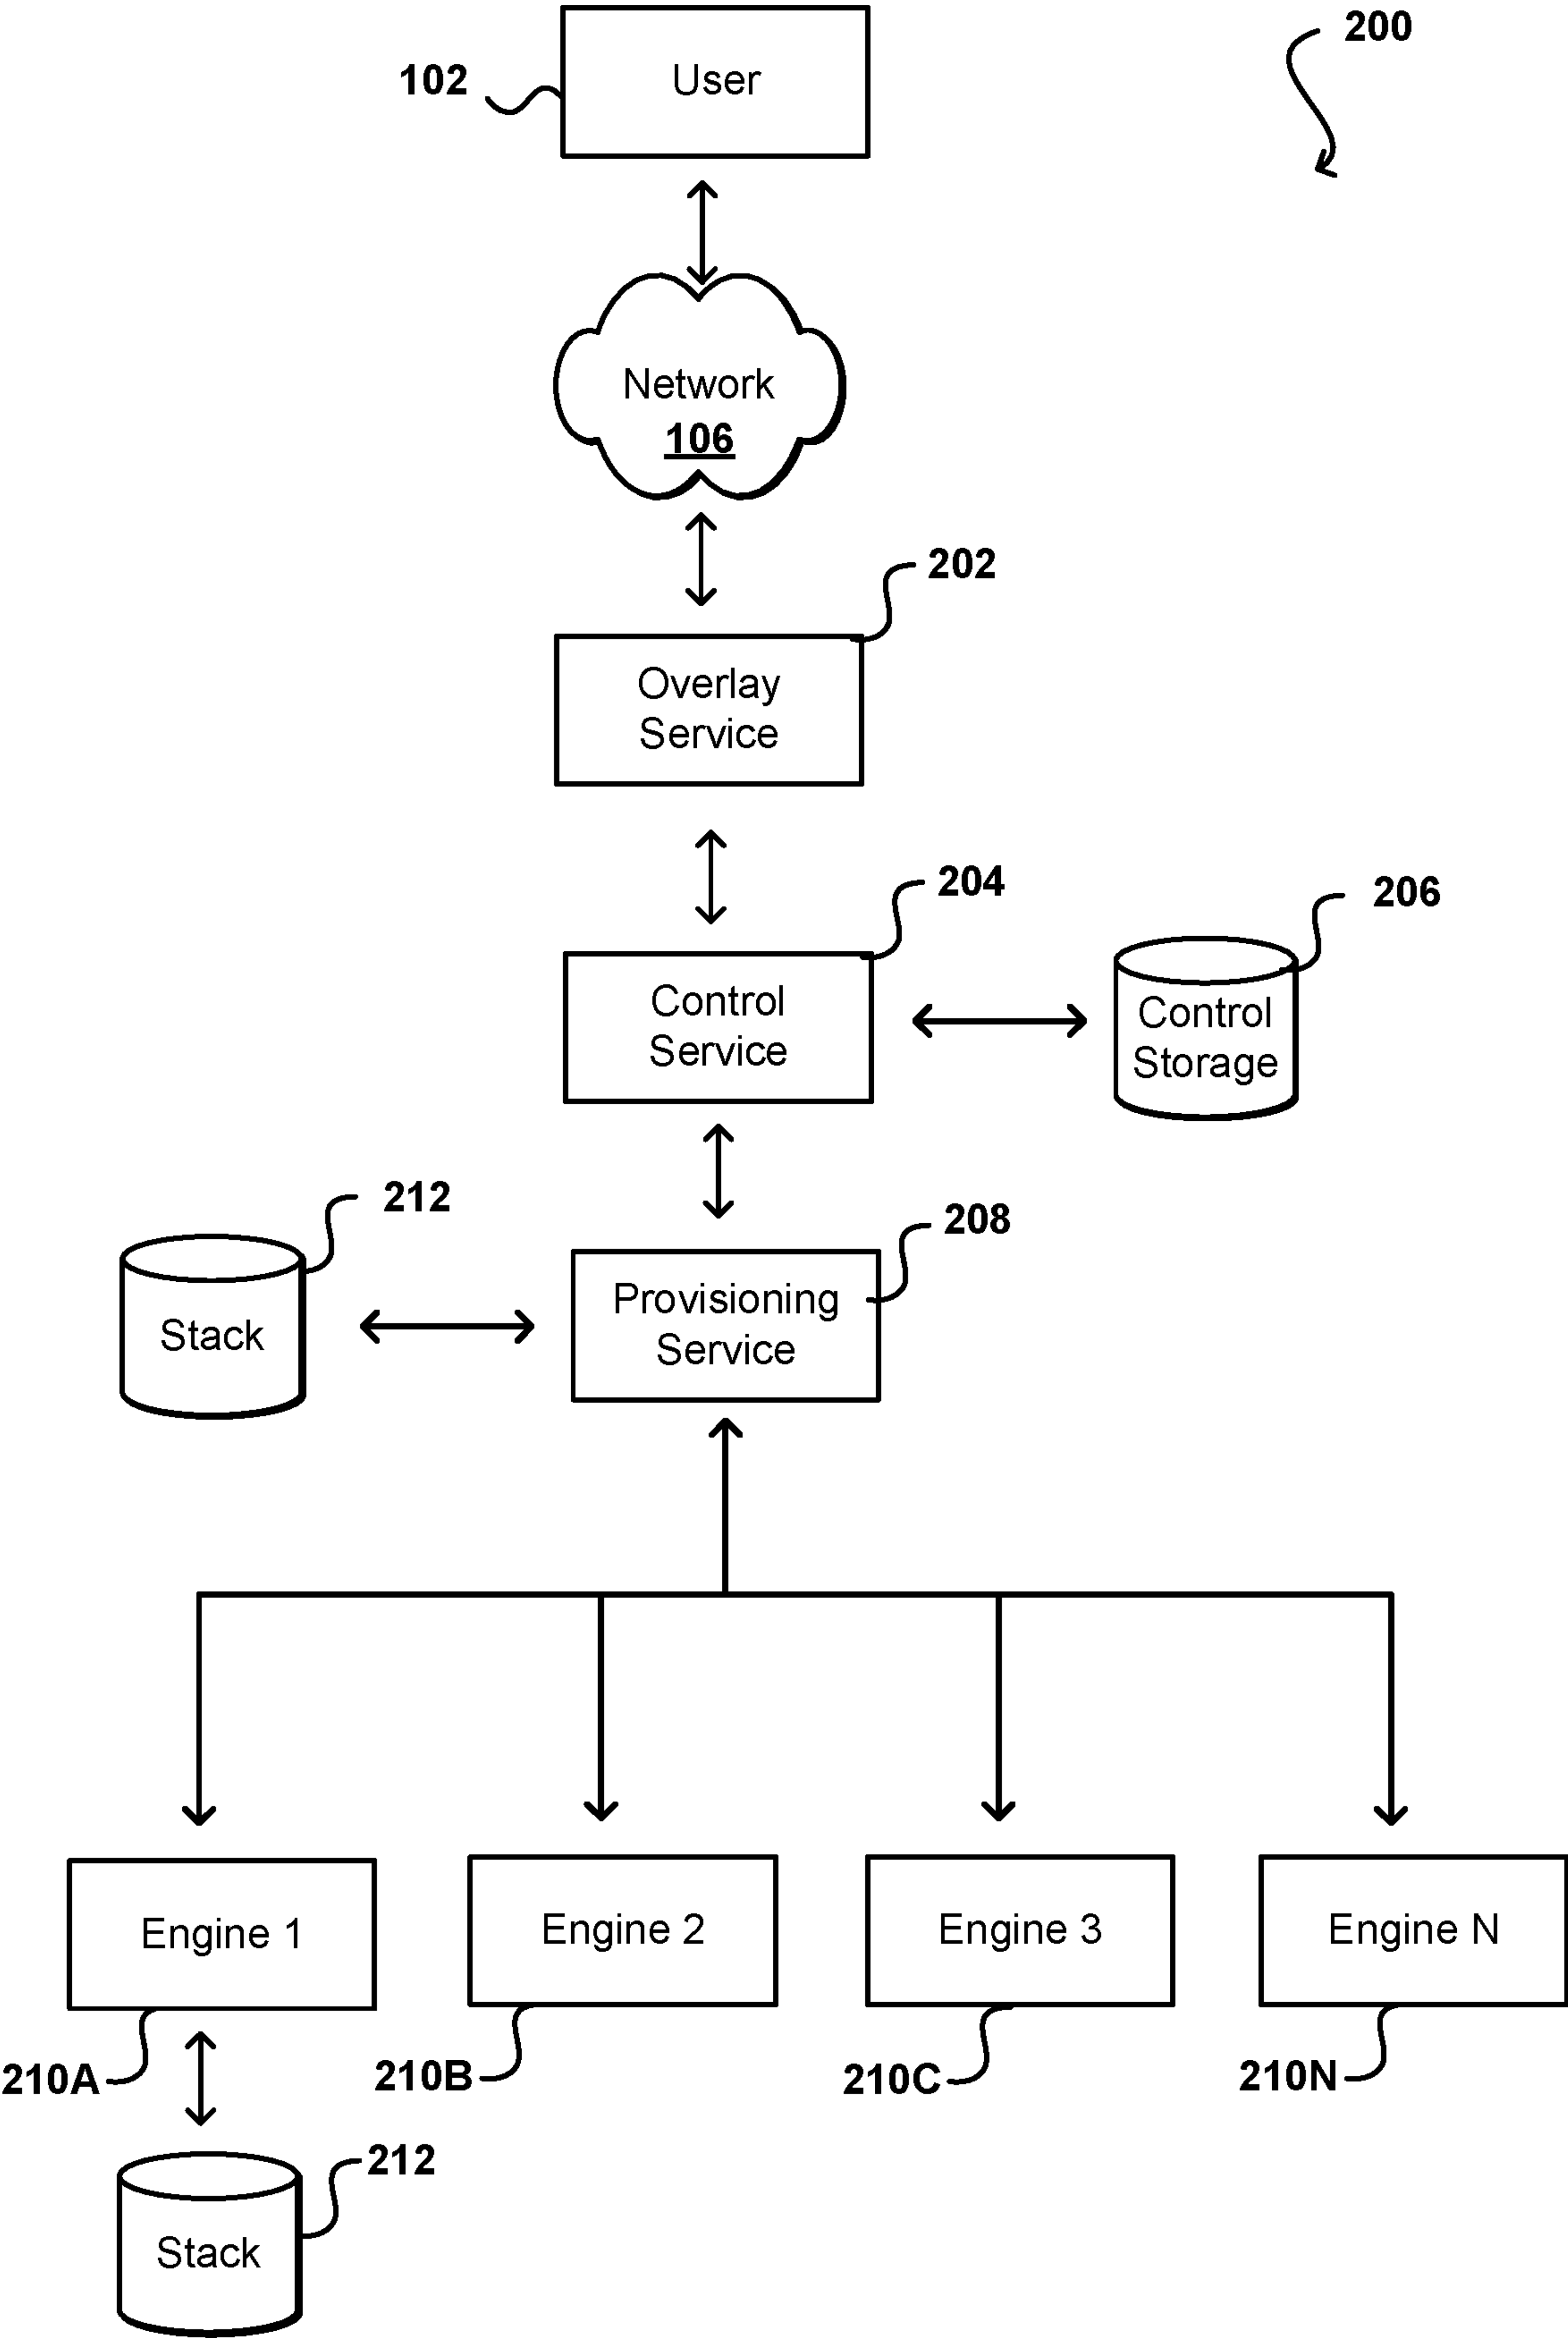 200
102
User
Network
106
202
Overlay
Service
204
206
Control
Service
Control
Storage
212
208
Stack
Provisioning
Service
Engine 1
Engine 2
Engine 3
Engine N
210A
210B
210C
210N
212
Stack